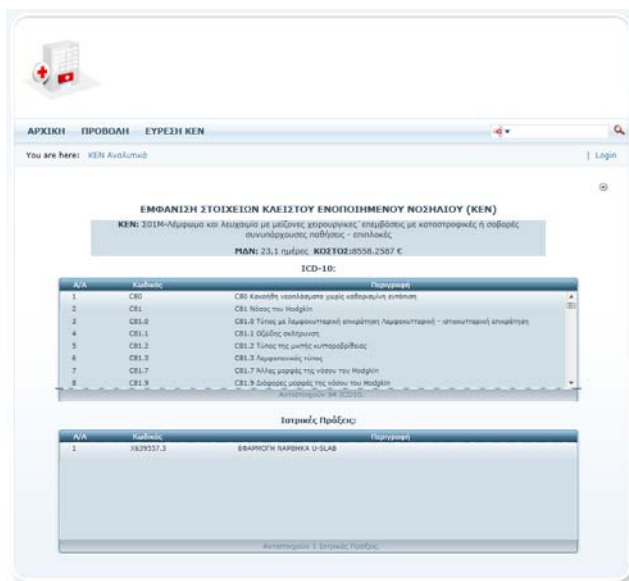 ΑΡΧΙΚΗ ΠΡΟΒΟΛΗ ΕΥΡΕΣΗ ΚΕΝ
You are here: ΚΕΝ Αναλυτικά | Login
ΕΜΦΑΝΙΣΗ ΣΤΟΙΧΕΙΩΝ ΚΛΕΙΣΤΟΥ ΕΝΟΠΟΙΗΜΕΝΟΥ ΝΟΣΗΛΙΟΥ (ΚΕΝ)
ΚΕΝ: Σ01Μ-Λέμφωμα και λευχαιμία με μείζονες χειρουργικές επεμβάσεις με καταστροφικές ή σοβαρές
συνυπάρχουσες παθήσεις - επιπλοκές
ΜΔΝ: 23,1 ημέρες ΚΟΣΤΟΣ:8558.2587 €
ICD-10:
Α/Α Κωδικός Περιγραφή
1 C80 C80 Κακοήθη νεοπλάσματα χωρίς καθορισμένη εντόπιση
2 C81 C81 Νόσος του Hodgkin
3 C81.0 C81.0 Τύπος με λεμφοκυτταρική επικράτηση Λεμφοκυτταρική - ιστιοκυτταρική επικράτηση
4 C81.1 C81.1 Οζώδης σκλήρυνση
5 C81.2 C81.2 Τύπος της μικτής κυτταροβρίθειας
6 C81.3 C81.3 Λεμφοπενικός τύπος
7 C81.7 C81.7 Άλλες μορφές της νόσου του Hodgkin
8 C81.9 C81.9 Διάφορες μορφές της νόσου του Hodgkin
Αντιστοιχούν 94 ICD10.
Ιατρικές Πράξεις:
Α/Α Κωδικός Περιγραφή
1 X639557.3 ΕΦΑΡΜΟΓΗ ΝΑΡΘΗΚΑ U-SLAB
Αντιστοιχούν 1 Ιατρικές Πράξεις.